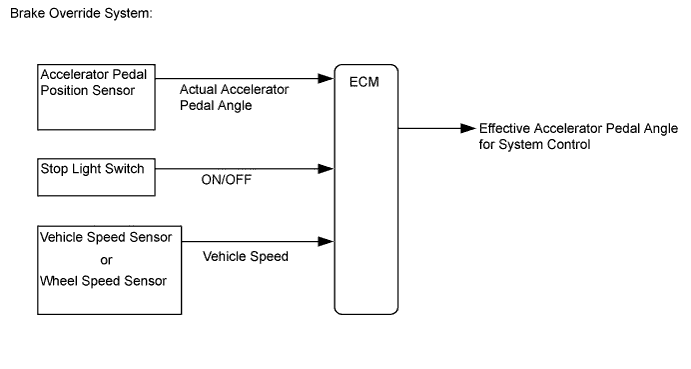 Brake Override System:
Accelerator Pedal
Position Sensor
Actual Accelerator
Pedal Angle
ECM
Effective Accelerator Pedal Angle
for System Control
Stop Light Switch
ON/OFF
Vehicle Speed Sensor
or
Wheel Speed Sensor
Vehicle Speed